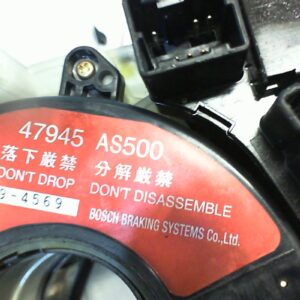 47945 AS500
落下厳禁 分解厳禁
DON'T DROP DON'T DISASSEMBLE
9-4569
BOSCH BRAKING SYSTEMS Co.,Ltd.